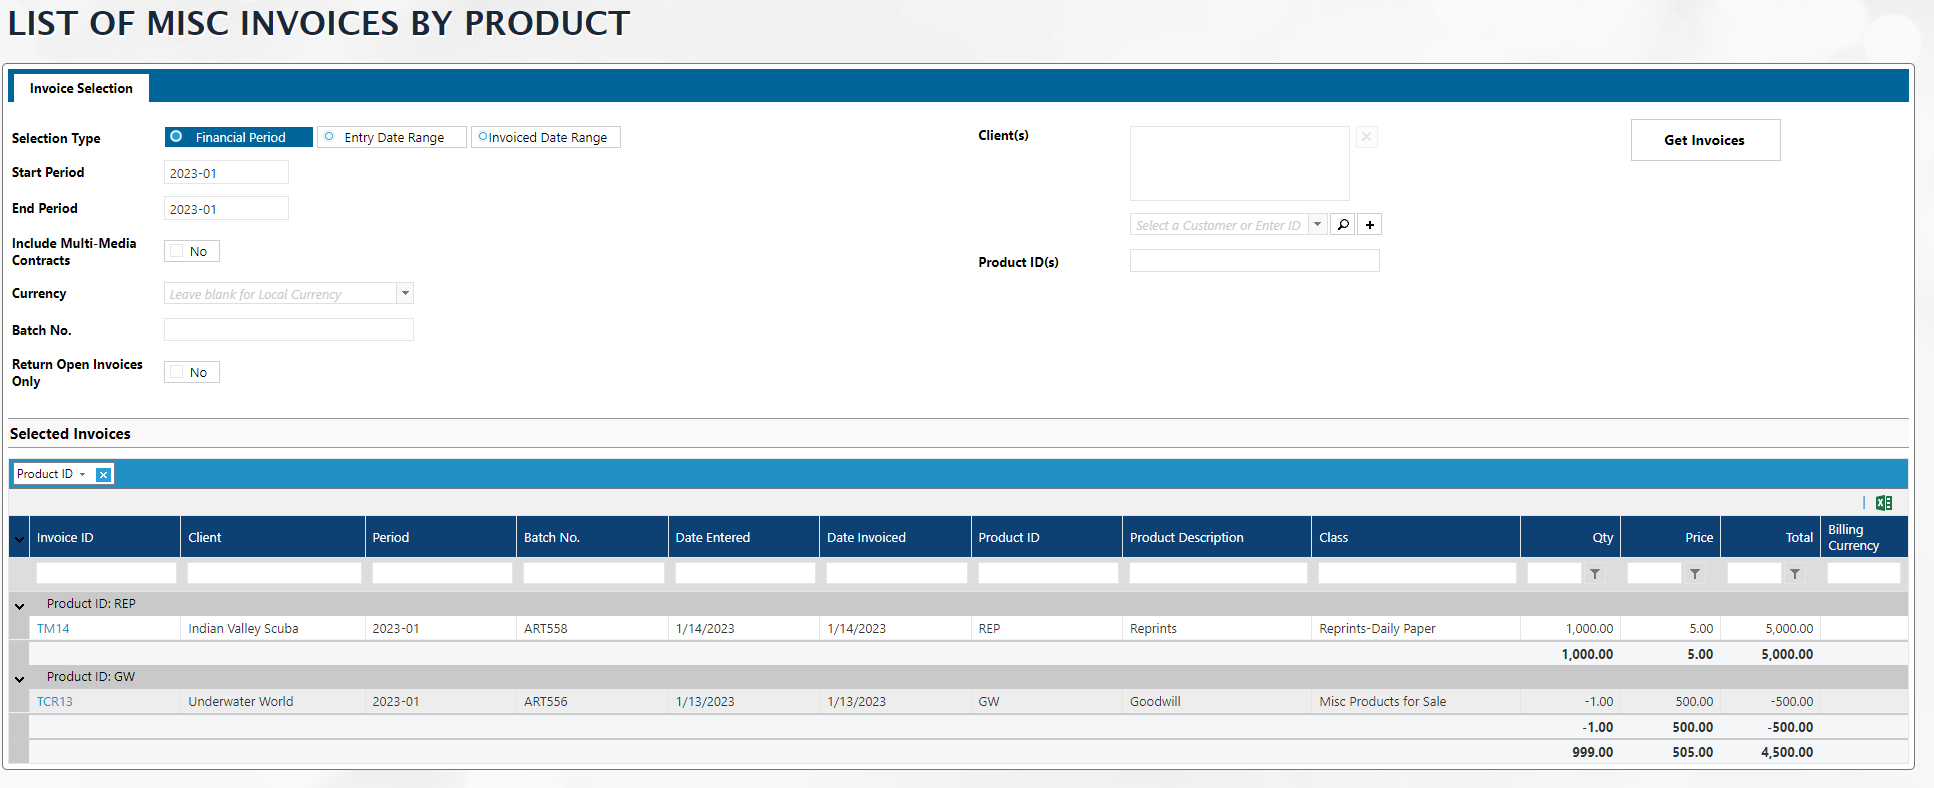 LIST OF MISC INVOICES BY PRODUCT
Invoice Selection
Selection Type Financial Period Entry Date Range Invoiced Date Range
Start Period 2023-01
End Period 2023-01
Include Multi-Media
Contracts No
Currency Leave blank for Local Currency
Batch No.
Return Open Invoices
Only No
Client(s)
Select a Customer or Enter ID
Product ID(s)
Get Invoices
Selected Invoices
Product ID
Invoice ID Client Period Batch No. Date Entered Date Invoiced Product ID Product Description Class Qty Price Total Billing Currency
Product ID: REP
TM14 Indian Valley Scuba 2023-01 ART558 1/14/2023 1/14/2023 REP Reprints Reprints-Daily Paper 1,000.00 5.00 5,000.00
1,000.00 5.00 5,000.00
Product ID: GW
TCR13 Underwater World 2023-01 ART556 1/13/2023 1/13/2023 GW Goodwill Misc Products for Sale -1.00 500.00 -500.00
-1.00 500.00 -500.00
999.00 505.00 4,500.00